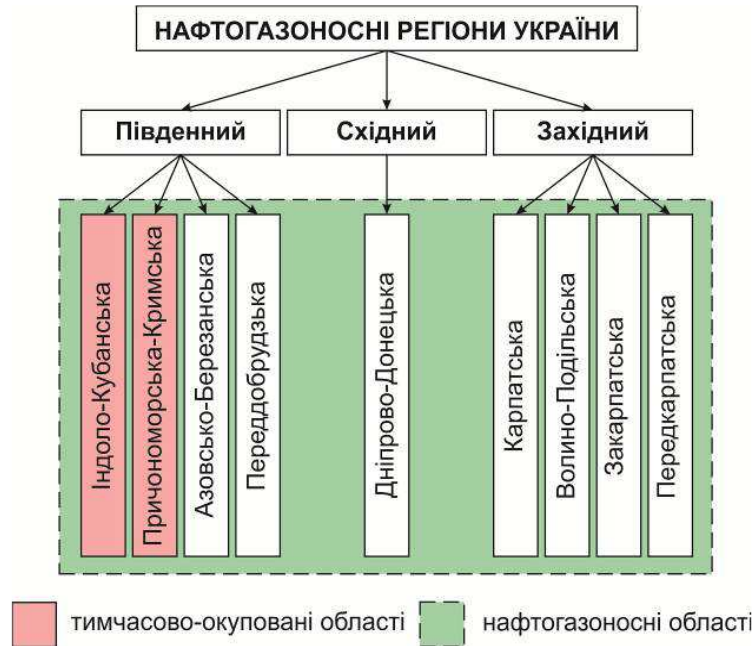 НАФТОГАЗОНОСНІ РЕГІОНИ УКРАЇНИ
Південний
Східний
Західний
Індоло-Кубанська
Причономорська-Кримська
Азовсько-Березанська
Переддобрудзька
Дніпрово-Донецька
Карпатська
Волино-Подільська
Закарпатська
Передкарпатська
тимчасово-окуповані області
нафтогазоносні області